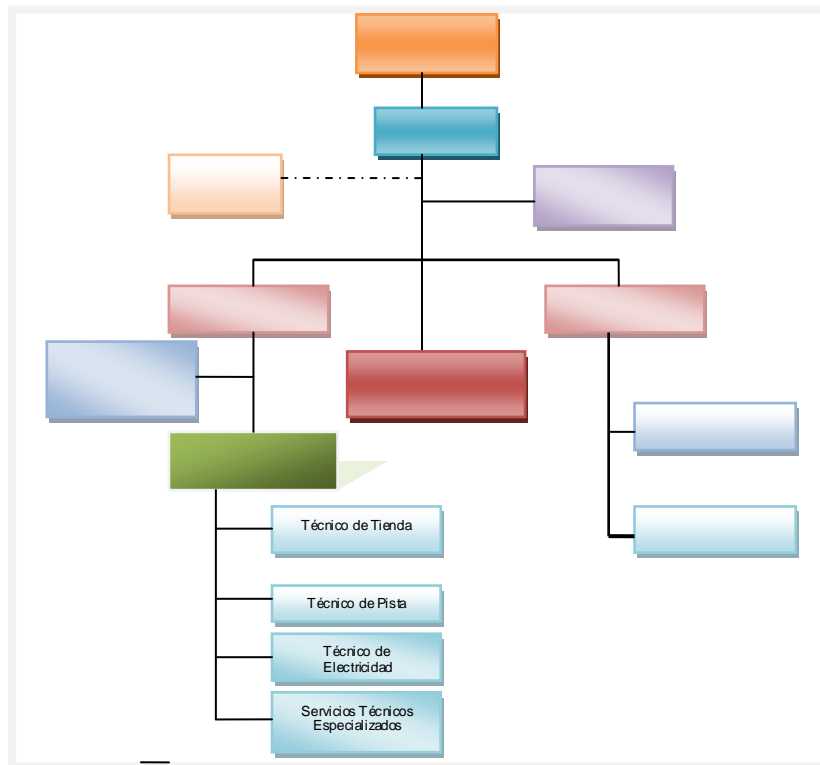 Técnico de Tienda
Técnico de Pista
Técnico de
Electricidad
Servicios Técnicos
Especializados